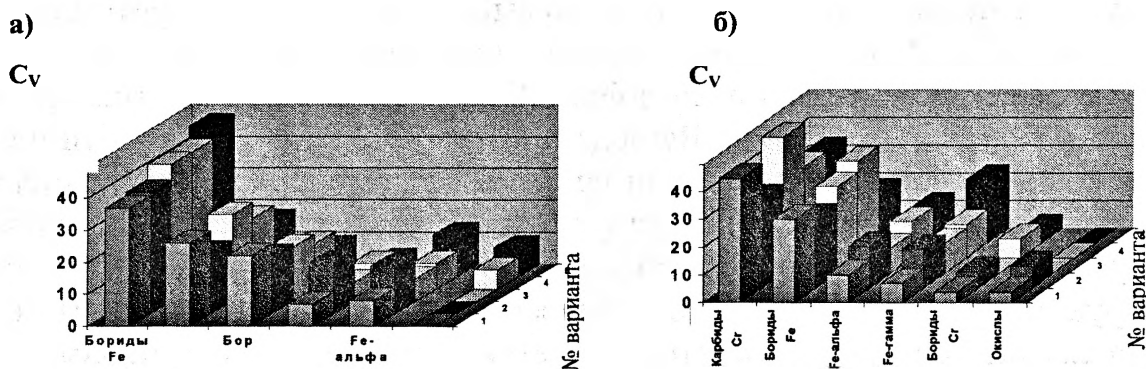 а)
б)
Cv
Cv
40
30
20
10
0
Бориды
Fe
Бор
Fe-
альфа
1
2
3
4
№ варианта
40
30
20
10
0
Карбиды
Cr
Бориды
Fe
Fe-альфа
Fe-гамма
Бориды
Cr
Окислы
1
2
3
4
№ варианта